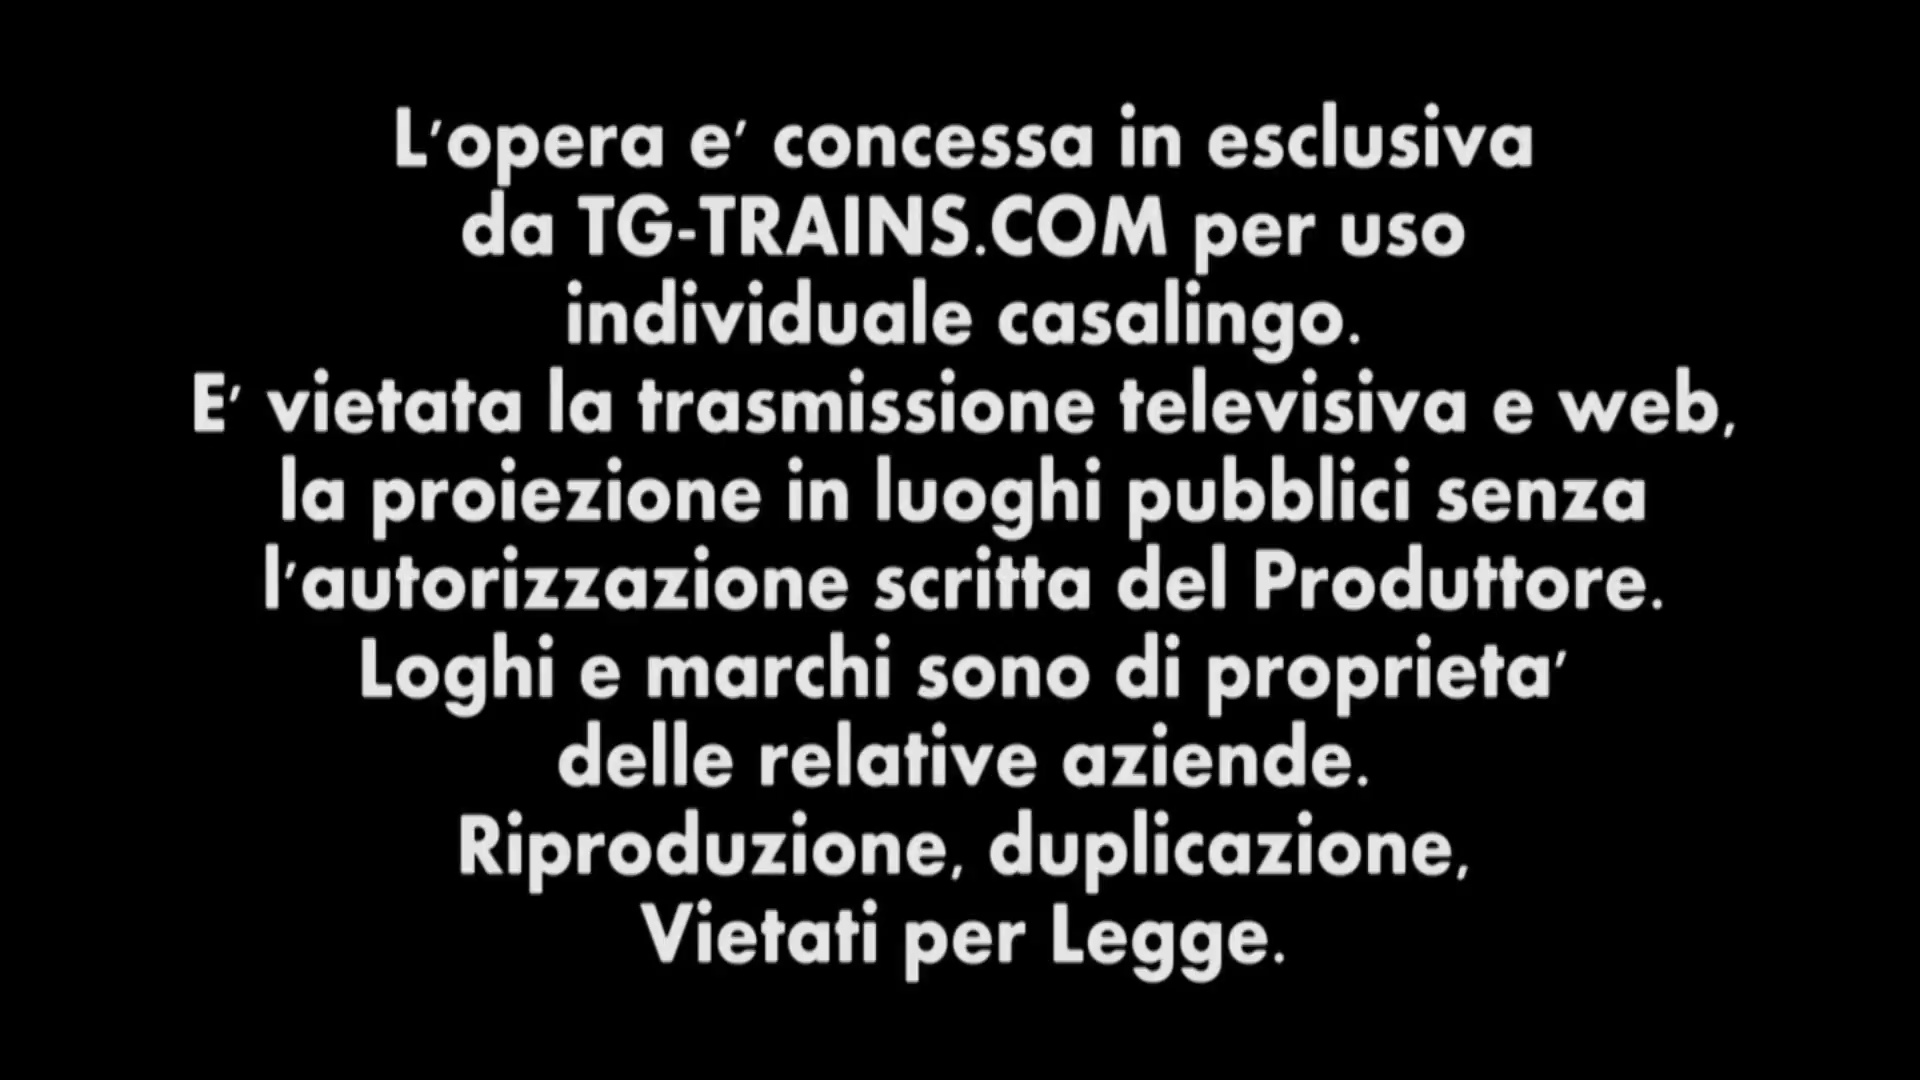 L'opera e' concessa in esclusiva
da TG-TRAINS.COM per uso
individuale casalingo.
E' vietata la trasmissione televisiva e web,
la proiezione in luoghi pubblici senza
l'autorizzazione scritta del Produttore.
Loghi e marchi sono di proprieta'
delle relative aziende.
Riproduzione, duplicazione,
Vietati per Legge.